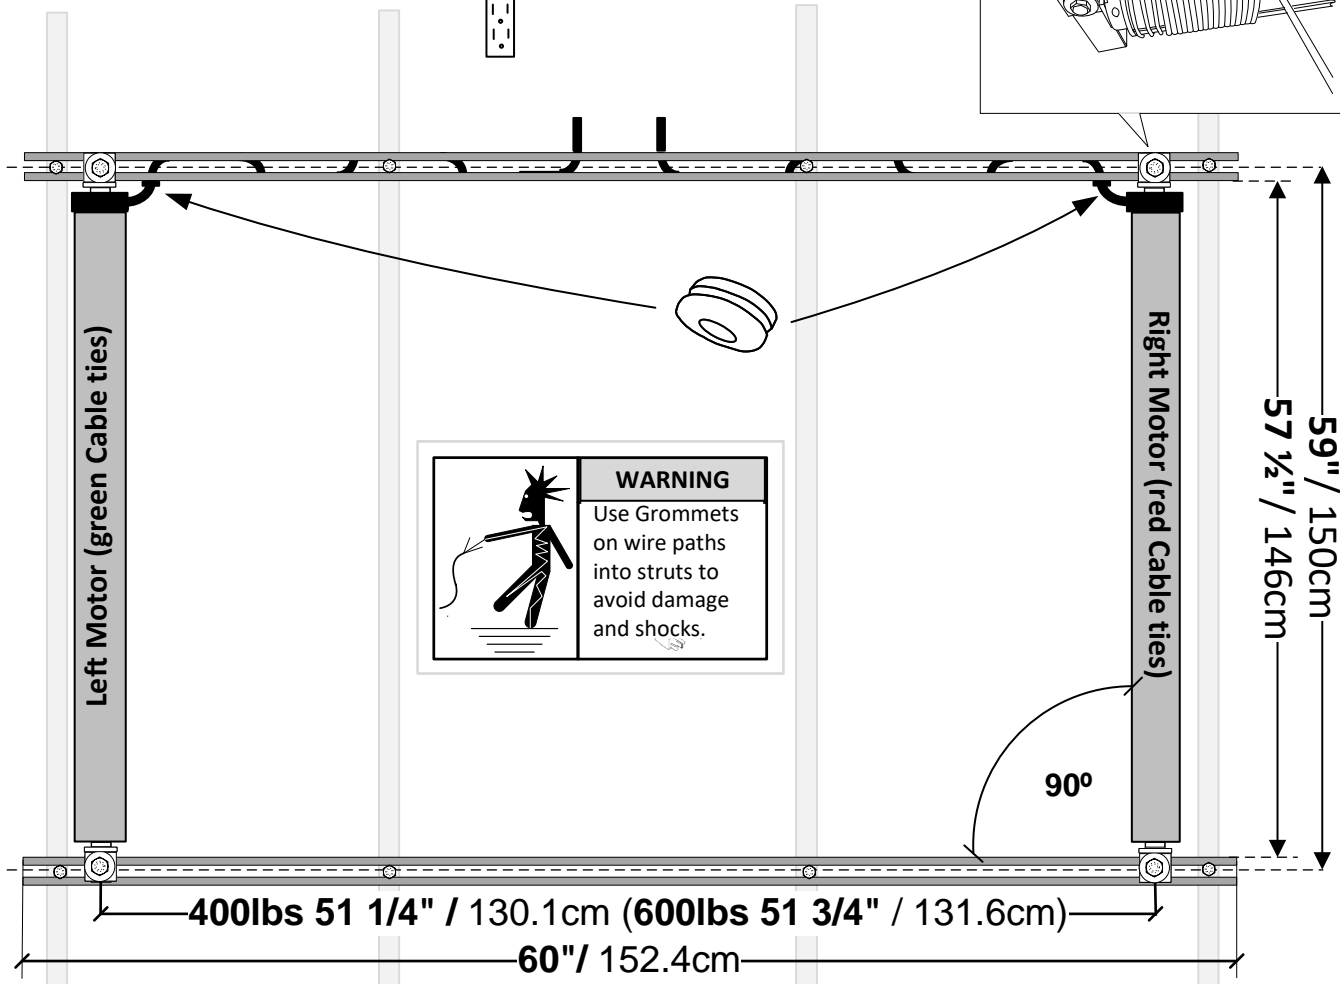 Left Motor (green Cable ties)
Right Motor (red Cable ties)
WARNING
Use Grommets
on wire paths
into struts to
avoid damage
and shocks.
59"/ 150cm
57 ½"/ 146cm
90º
400lbs 51 1/4" / 130.1cm (600lbs 51 3/4" / 131.6cm)
60"/ 152.4cm